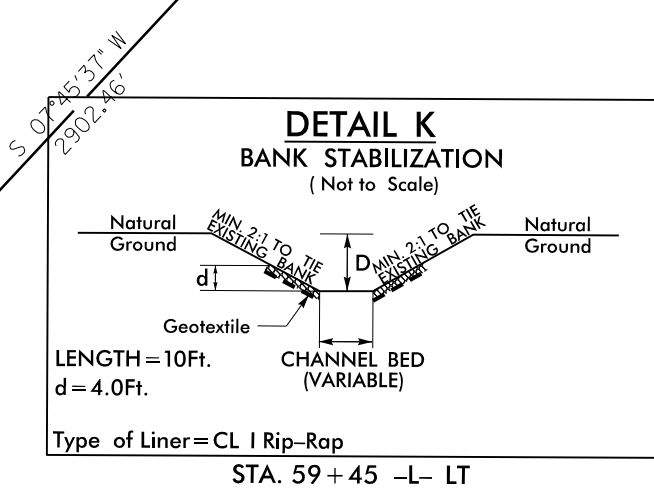 S 07°45'37" W
2902.46'
DETAIL K
BANK STABILIZATION
( Not to Scale)
Natural
Ground
MIN. 2:1 TO TIE
EXISTING BANK
D
MIN. 2:1 TO TIE
EXISTING BANK
Natural
Ground
d
Geotextile
LENGTH = 10Ft.
d = 4.0Ft.
CHANNEL BED
(VARIABLE)
Type of Liner = CL I Rip-Rap
STA. 59 + 45 -L- LT